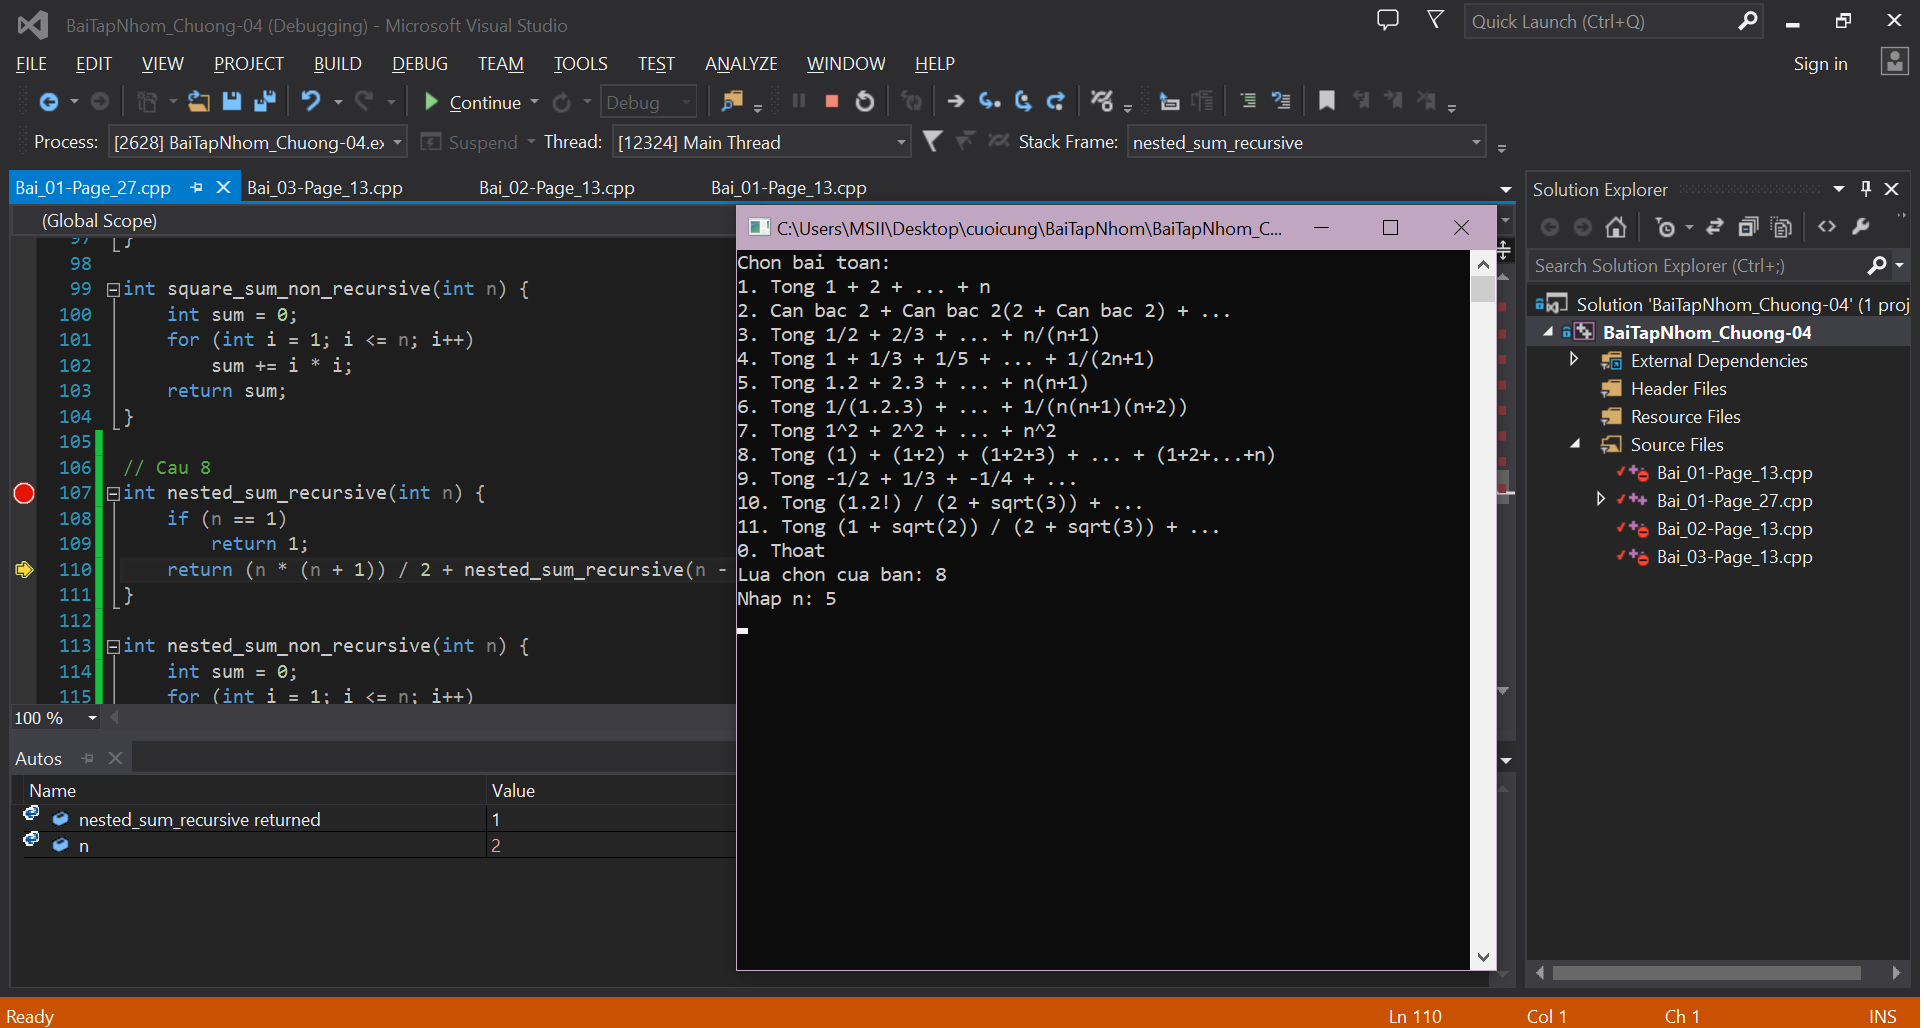 BaiTapNhom_Chuong-04 (Debugging) - Microsoft Visual Studio
Quick Launch (Ctrl+Q)
FILE EDIT VIEW PROJECT BUILD DEBUG TEAM TOOLS TEST ANALYZE WINDOW HELP
Sign in
Continue
Debug
Process: [2628] BaiTapNhom_Chuong-04.ex
Suspend
Thread: [12324] Main Thread
Stack Frame: nested_sum_recursive
Bai_01-Page_27.cpp
Bai_03-Page_13.cpp
Bai_02-Page_13.cpp
Bai_01-Page_13.cpp
(Global Scope)
97 }
98
99 int square_sum_non_recursive(int n) {
100 int sum = 0;
101 for (int i = 1; i <= n; i++)
102 sum += i * i;
103 return sum;
104 }
105
106 // Cau 8
107 int nested_sum_recursive(int n) {
108 if (n == 1)
109 return 1;
110 return (n * (n + 1)) / 2 + nested_sum_recursive(n -
111 }
112
113 int nested_sum_non_recursive(int n) {
114 int sum = 0;
115 for (int i = 1; i <= n; i++)
100 %
Autos
Name Value
nested_sum_recursive returned 1
n 2
C:\Users\MSII\Desktop\cuoicung\BaiTapNhom\BaiTapNhom_C...
Chon bai toan:
1. Tong 1 + 2 + ... + n
2. Can bac 2 + Can bac 2(2 + Can bac 2) + ...
3. Tong 1/2 + 2/3 + ... + n/(n+1)
4. Tong 1 + 1/3 + 1/5 + ... + 1/(2n+1)
5. Tong 1.2 + 2.3 + ... + n(n+1)
6. Tong 1/(1.2.3) + ... + 1/(n(n+1)(n+2))
7. Tong 1^2 + 2^2 + ... + n^2
8. Tong (1) + (1+2) + (1+2+3) + ... + (1+2+...+n)
9. Tong -1/2 + 1/3 + -1/4 + ...
10. Tong (1.2!) / (2 + sqrt(3)) + ...
11. Tong (1 + sqrt(2)) / (2 + sqrt(3)) + ...
0. Thoat
Lua chon cua ban: 8
Nhap n: 5
Solution Explorer
Search Solution Explorer (Ctrl+;)
Solution 'BaiTapNhom_Chuong-04' (1 proj
BaiTapNhom_Chuong-04
External Dependencies
Header Files
Resource Files
Source Files
Bai_01-Page_13.cpp
Bai_01-Page_27.cpp
Bai_02-Page_13.cpp
Bai_03-Page_13.cpp
Ready
Ln 110
Col 1
Ch 1
INS